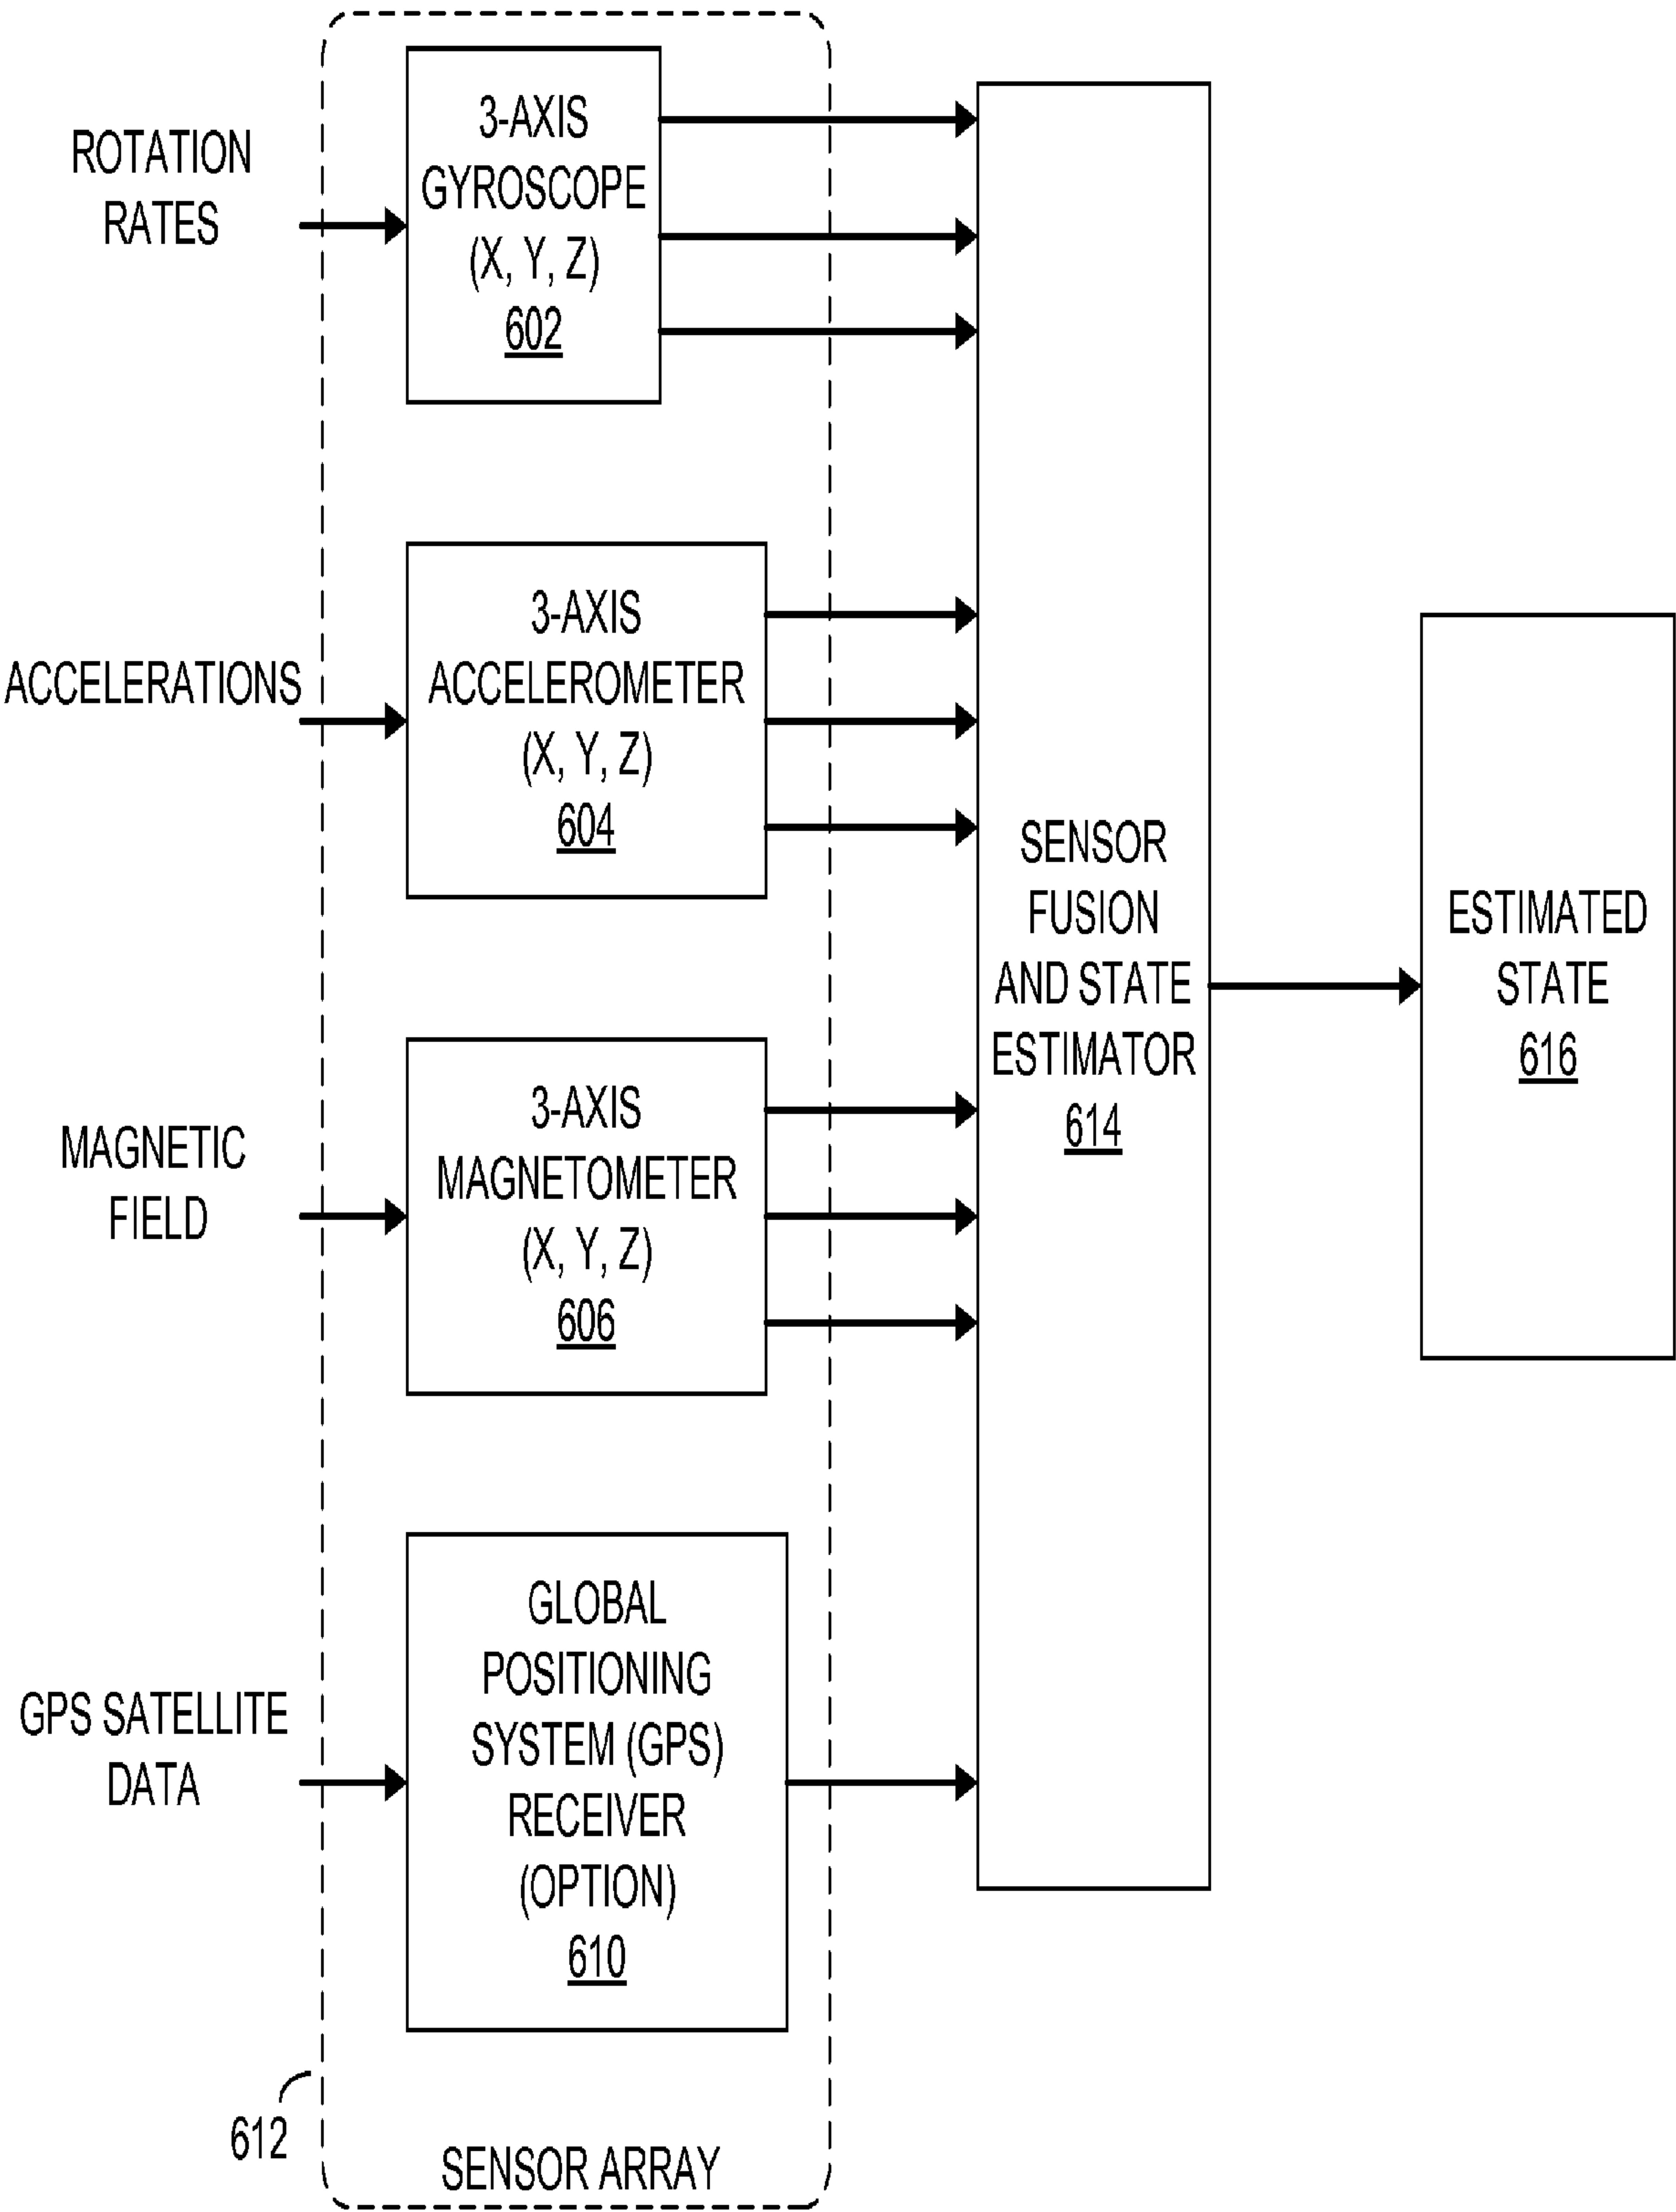 ROTATION
RATES
3-AXIS
GYROSCOPE
(X, Y, Z)
602
ACCELERATIONS
3-AXIS
ACCELEROMETER
(X, Y, Z)
604
MAGNETIC
FIELD
3-AXIS
MAGNETOMETER
(X, Y, Z)
606
GPS SATELLITE
DATA
GLOBAL
POSITIONING
SYSTEM (GPS)
RECEIVER
(OPTION)
610
612
SENSOR ARRAY
SENSOR
FUSION
AND STATE
ESTIMATOR
614
ESTIMATED
STATE
616